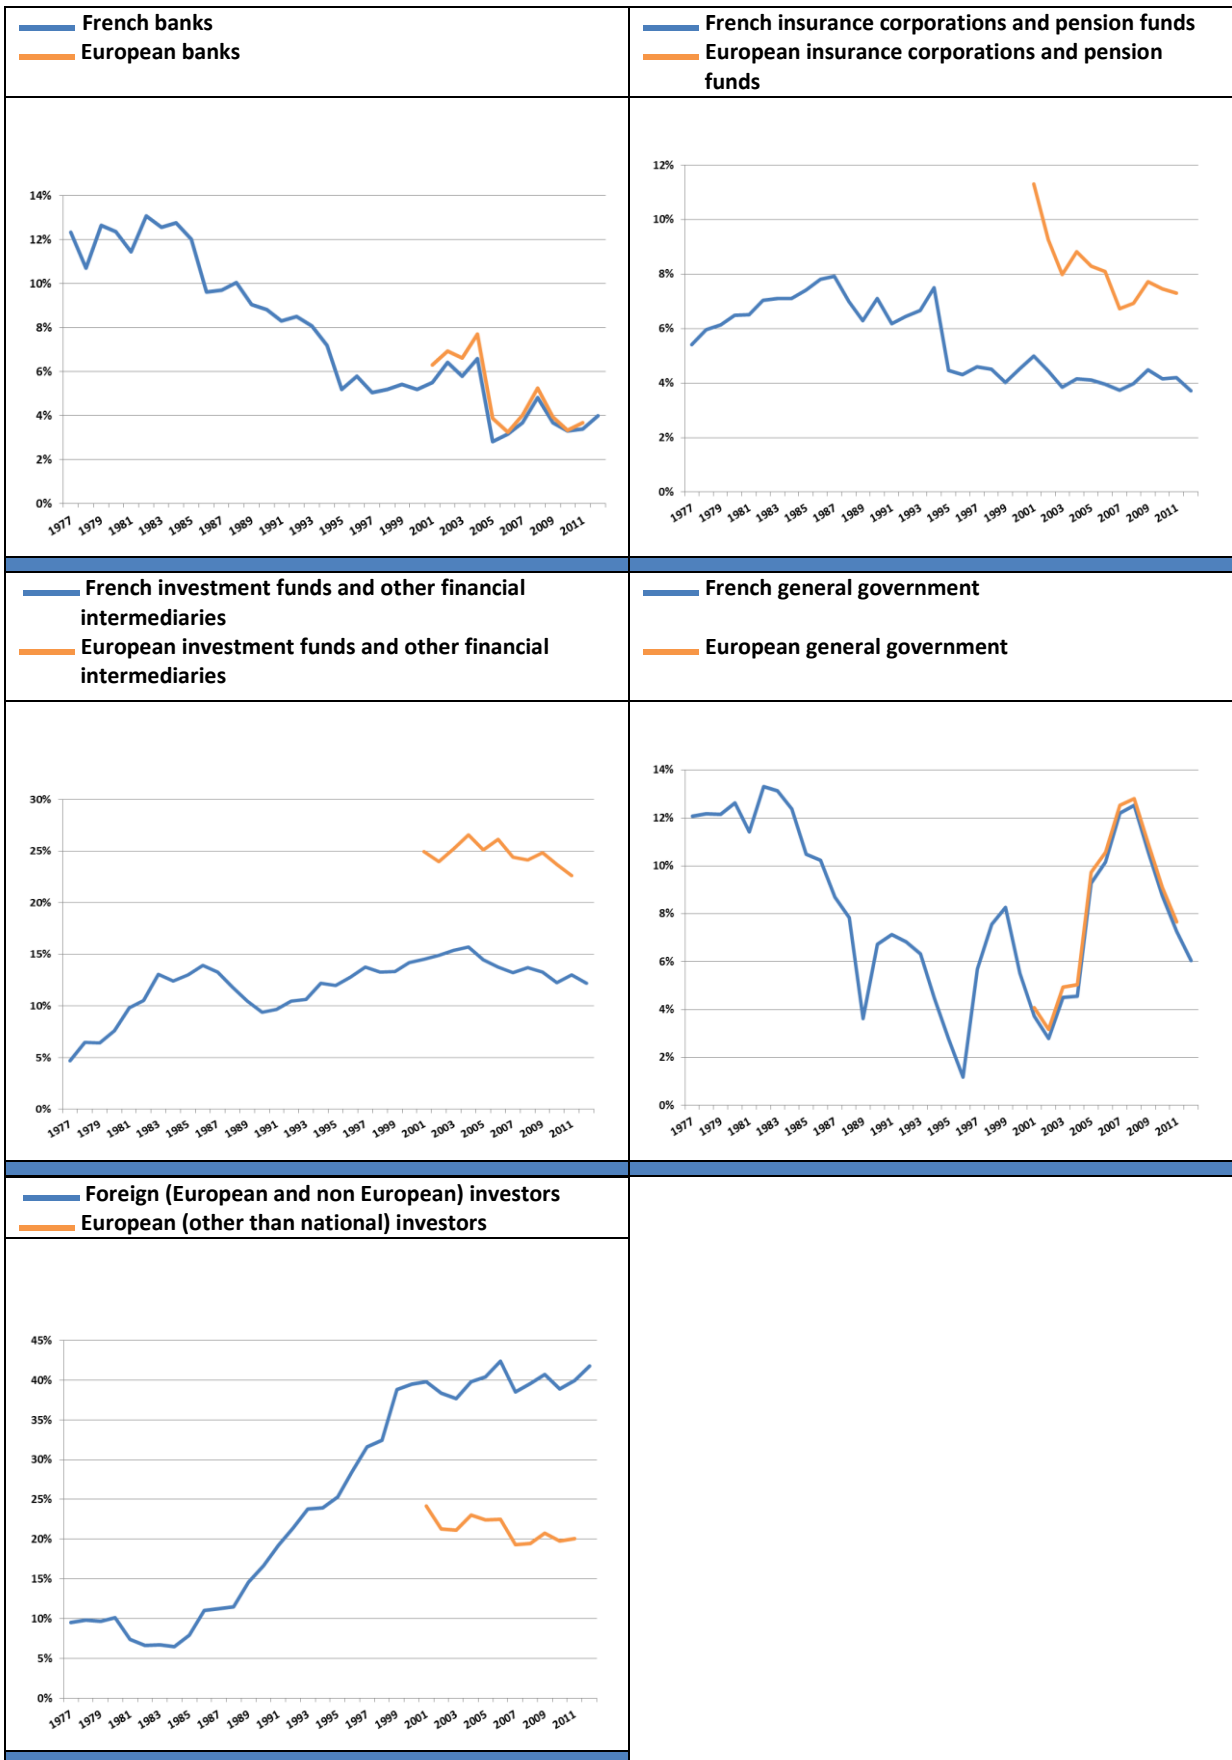 French banks
European banks
French insurance corporations and pension funds
European insurance corporations and pension
funds
14%
12%
10%
8%
6%
4%
2%
0%
1977 1979 1981 1983 1985 1987 1989 1991 1993 1995 1997 1999 2001 2003 2005 2007 2009 2011
12%
10%
8%
6%
4%
2%
0%
1977 1979 1981 1983 1985 1987 1989 1991 1993 1995 1997 1999 2001 2003 2005 2007 2009 2011
French investment funds and other financial
intermediaries
European investment funds and other financial
intermediaries
French general government
European general government
30%
25%
20%
15%
10%
5%
0%
1977 1979 1981 1983 1985 1987 1989 1991 1993 1995 1997 1999 2001 2003 2005 2007 2009 2011
14%
12%
10%
8%
6%
4%
2%
0%
1977 1979 1981 1983 1985 1987 1989 1991 1993 1995 1997 1999 2001 2003 2005 2007 2009 2011
Foreign (European and non European) investors
European (other than national) investors
45%
40%
35%
30%
25%
20%
15%
10%
5%
0%
1977 1979 1981 1983 1985 1987 1989 1991 1993 1995 1997 1999 2001 2003 2005 2007 2009 2011